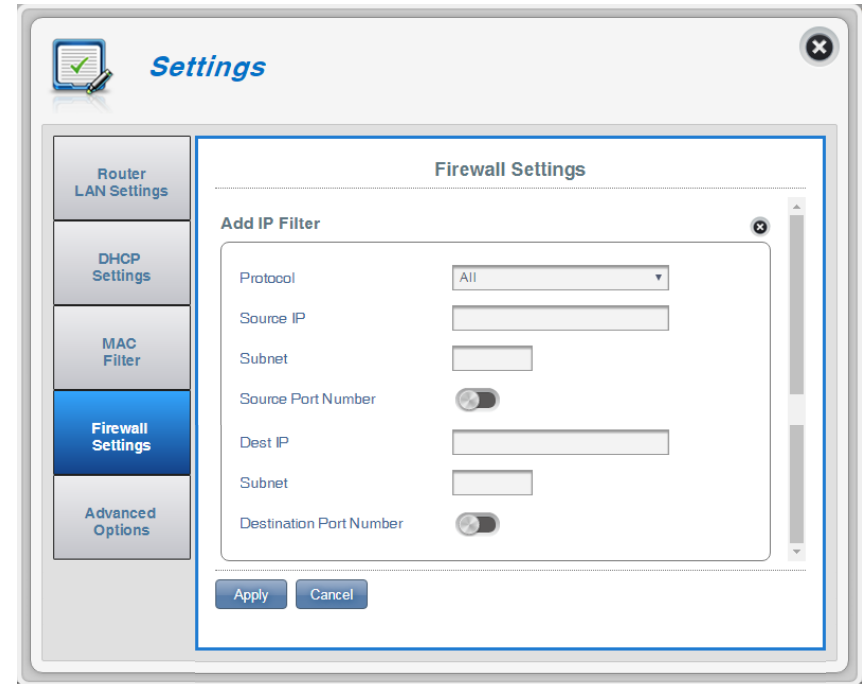 Settings
Router
LAN Settings
DHCP
Settings
MAC
Filter
Firewall
Settings
Advanced
Options
Firewall Settings
Add IP Filter
Protocol
All
Source IP
Subnet
Source Port Number
Dest IP
Subnet
Destination Port Number
Apply
Cancel